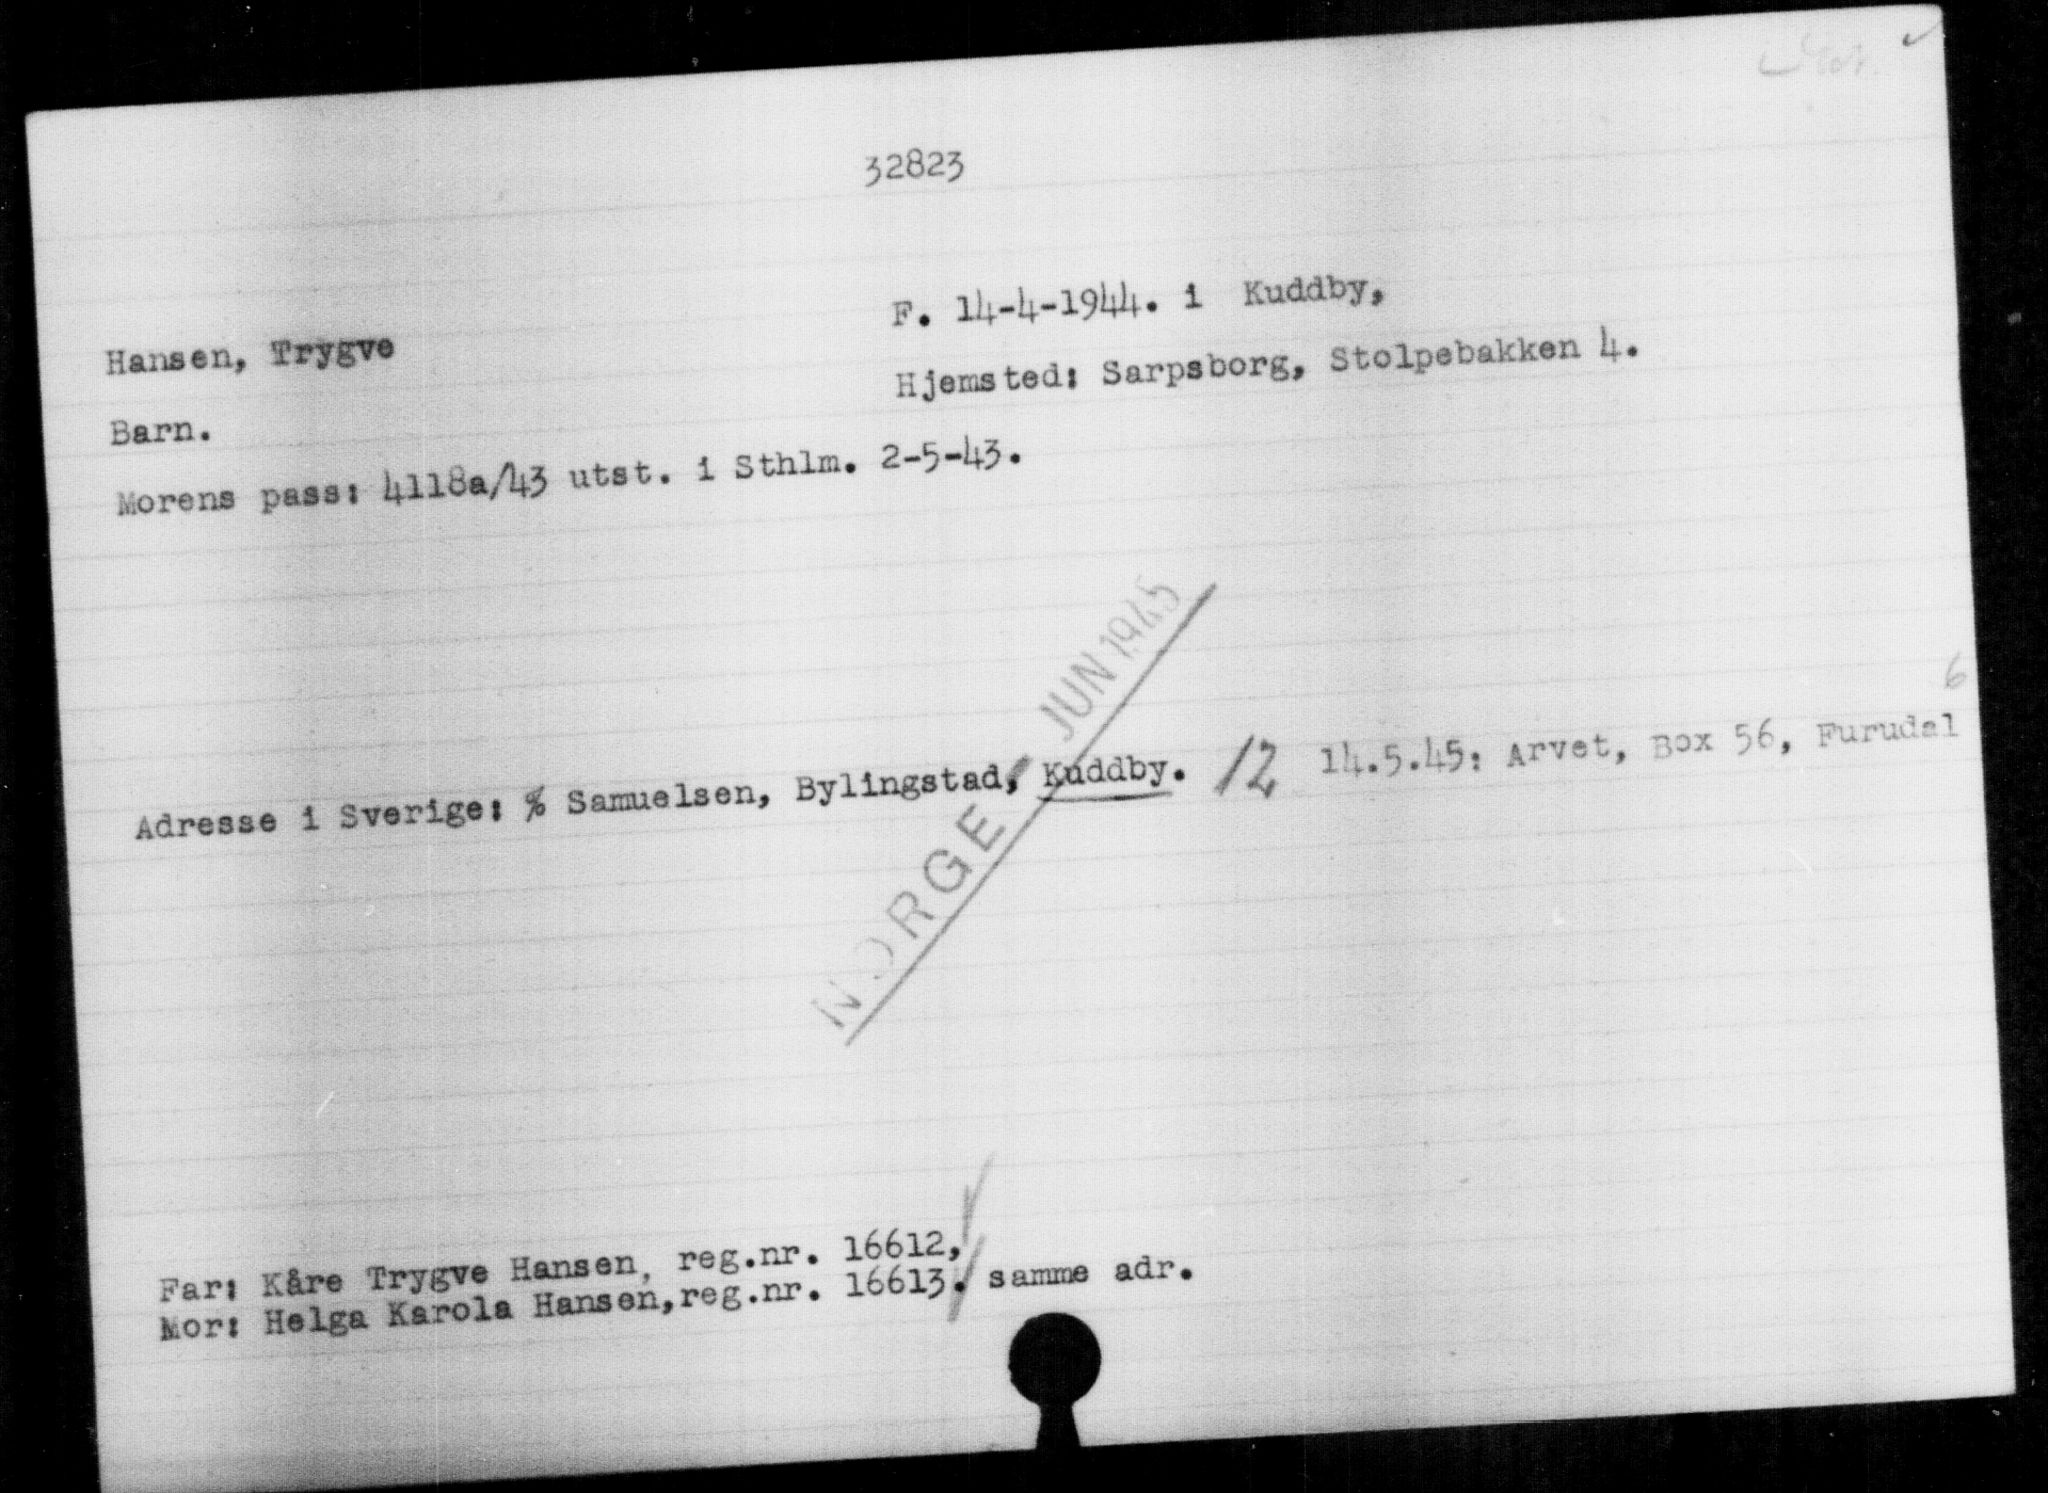 32823
F. 14-4-1944. i Kuddby,
Hansen, Trygve
Hjemsted: Sarpsborg, Stolpebakken 4.
Barn.
Morens pass: 4118a/43 utst. i Sthlm. 2-5-43.
NORGE JUN 1945
6
Adresse i Sverige: % Samuelsen, Bylingstad, Kuddby. 12 14.5.45: Arvet, Box 56, Furudal
Far: Kåre Trygve Hansen, reg.nr. 16612,
Mor: Helga Karola Hansen,reg.nr. 16613. samme adr.